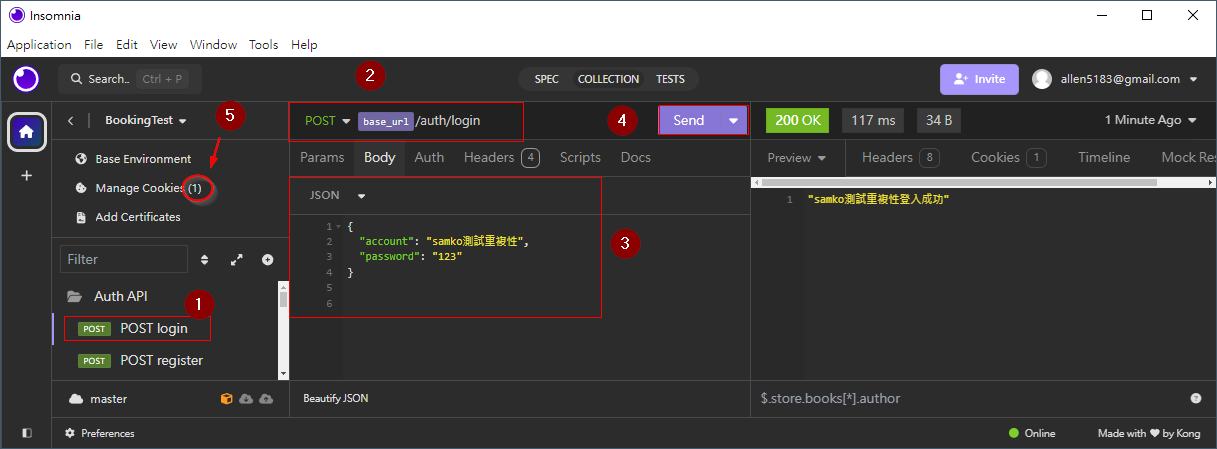 Insomnia
Application File Edit View Window Tools Help
Search.. Ctrl + P
2
SPEC COLLECTION TESTS
Invite
allen5183@gmail.com
BookingTest
5
POST base_url /auth/login
4
Send
200 OK 117 ms 34 B
1 Minute Ago
Base Environment
Manage Cookies (1)
Add Certificates
Params Body Auth Headers 4 Scripts Docs
Preview Headers 8 Cookies 1 Timeline Mock Res
JSON
1 {
2 "account": "samko測試重複性",
3 "password": "123"
4 }
5
6
3
1 "samko測試重複性登入成功"
Filter
Auth API
1
POST POST login
POST POST register
master
Beautify JSON
$.store.books[*].author
Preferences
Online
Made with ♥ by Kong